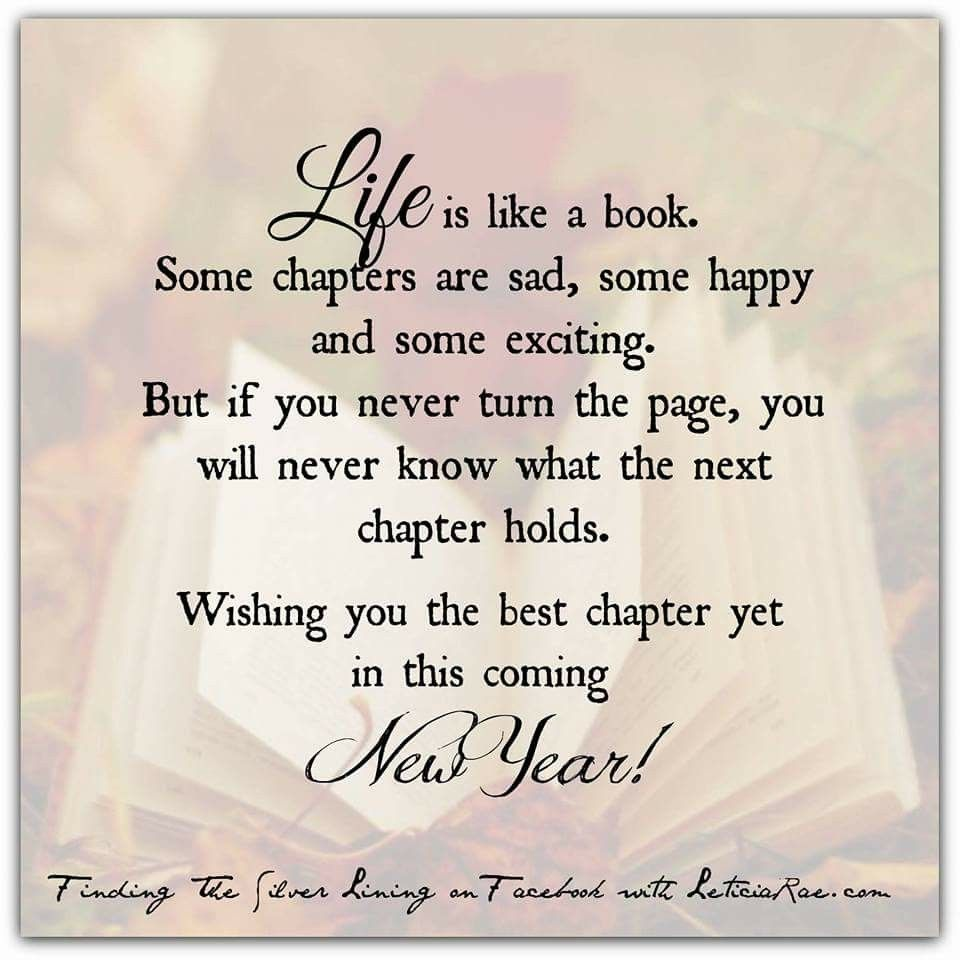 Life is like a book.
Some chapters are sad, some happy
and some exciting.
But if you never turn the page, you
will never know what the next
chapter holds.
Wishing you the best chapter yet
in this coming
New Year!
Finding The Silver Lining on Facebook with LeticiaRae.com